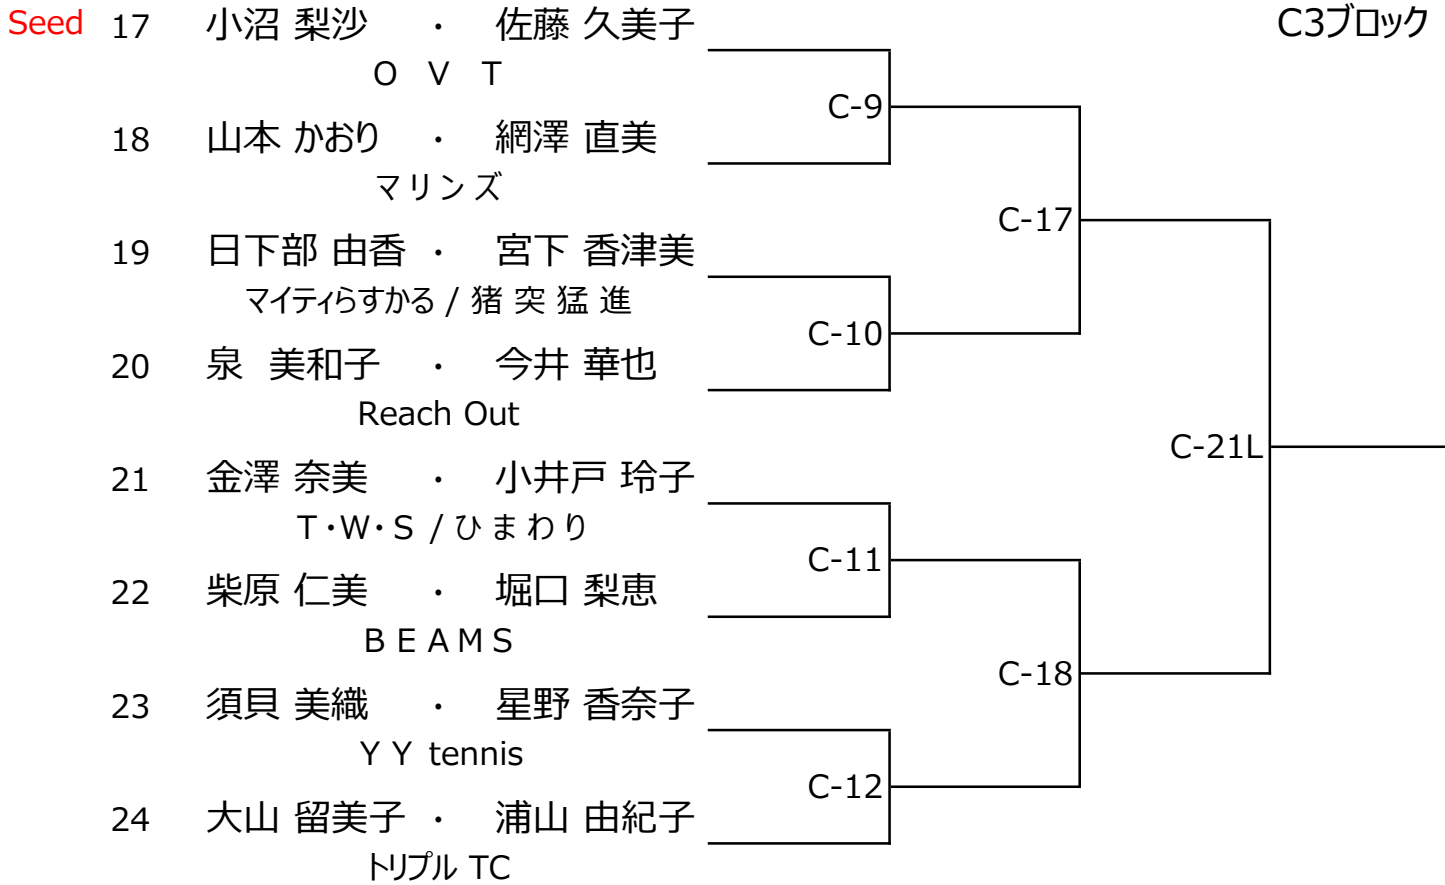 Seed 17 小沼 梨沙 ・ 佐藤 久美子 C3ブロック
O V T
C-9
18 山本 かおり ・ 網澤 直美
マリンズ
C-17
19 日下部 由香 ・ 宮下 香津美
マイティらすかる / 猪 突 猛 進
C-10
20 泉 美和子 ・ 今井 華也
Reach Out
C-21L
21 金澤 奈美 ・ 小井戸 玲子
T・W・S / ひ ま わ り
C-11
22 柴原 仁美 ・ 堀口 梨恵
B E A M S
C-18
23 須貝 美織 ・ 星野 香奈子
Y Y tennis
C-12
24 大山 留美子 ・ 浦山 由紀子
トリプル TC